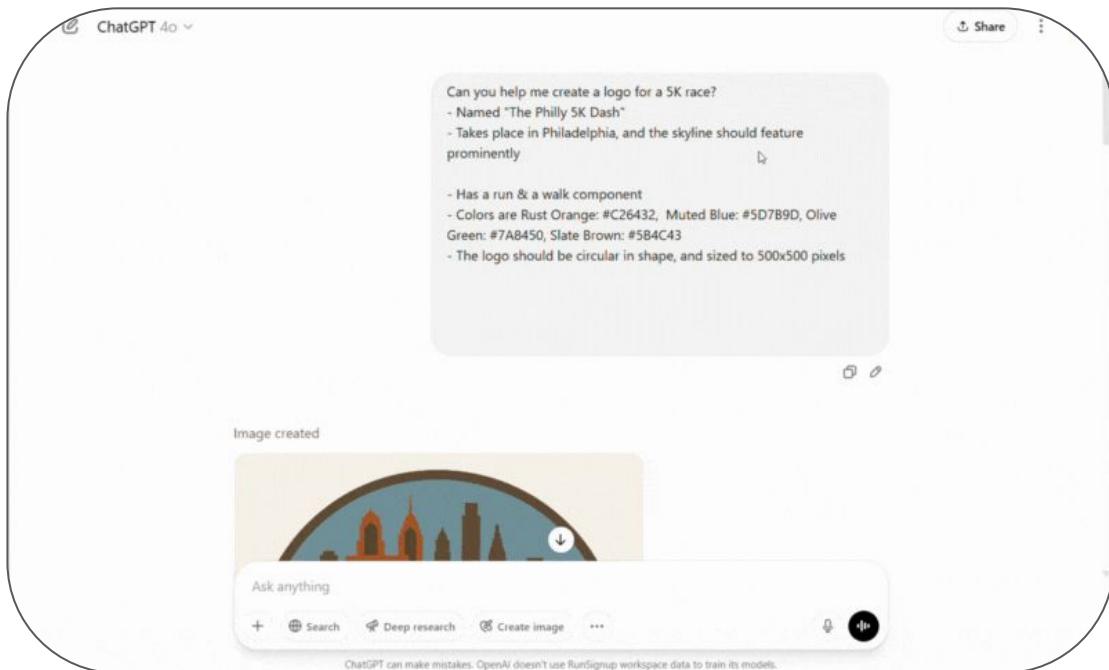 ChatGPT 4o
Share
Can you help me create a logo for a 5K race?
- Named "The Philly 5K Dash"
- Takes place in Philadelphia, and the skyline should feature
prominently
- Has a run & a walk component
- Colors are Rust Orange: #C26432, Muted Blue: #5D7B9D, Olive
Green: #7A8450, Slate Brown: #5B4C43
- The logo should be circular in shape, and sized to 500x500 pixels
Image created
Ask anything
Search Deep research Create image
ChatGPT can make mistakes. OpenAI doesn't use RunSignup workspace data to train its models.